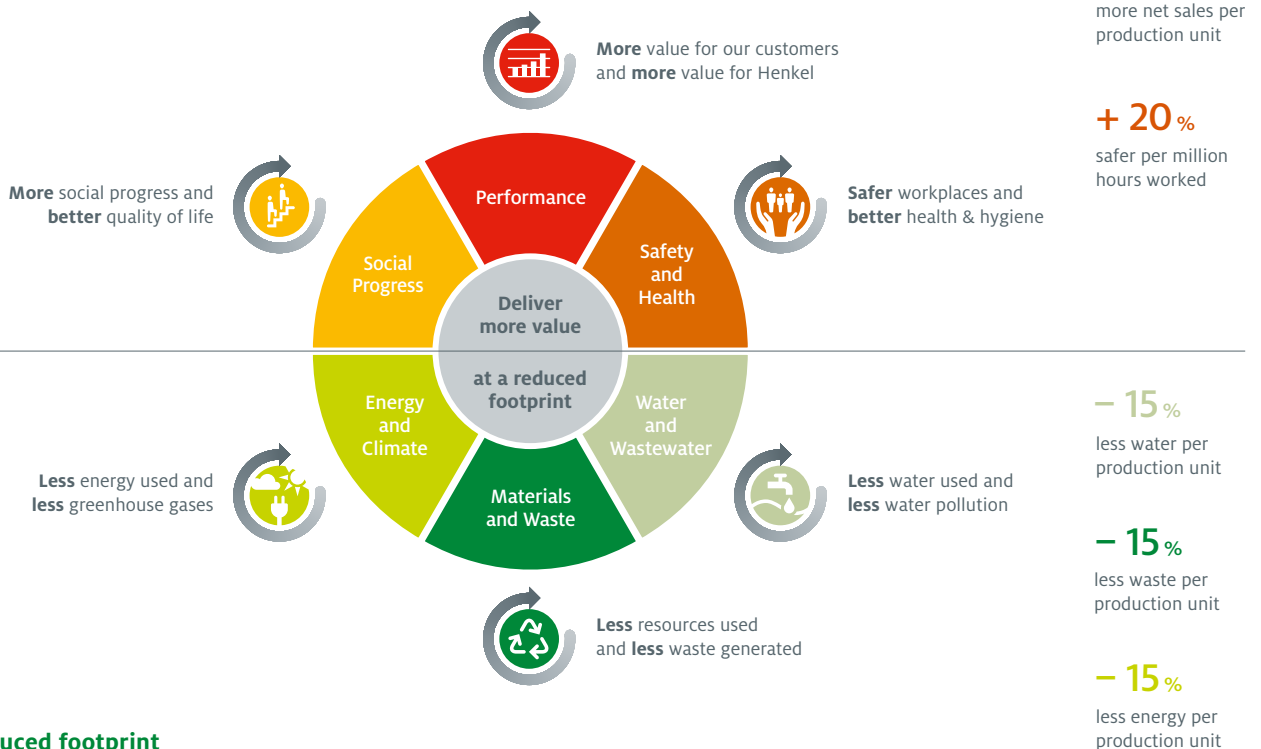 more net sales per
production unit
More value for our customers
and more value for Henkel
+ 20 %
safer per million
hours worked
More social progress and
better quality of life
Performance
Safer workplaces and
better health & hygiene
Social
Progress
Safety
and
Health
Deliver
more value
at a reduced
footprint
Energy
and
Climate
Water
and
Wastewater
– 15 %
less water per
production unit
Less energy used and
less greenhouse gases
Materials
and Waste
Less water used and
less water pollution
– 15 %
less waste per
production unit
Less resources used
and less waste generated
– 15 %
less energy per
production unit
footprint